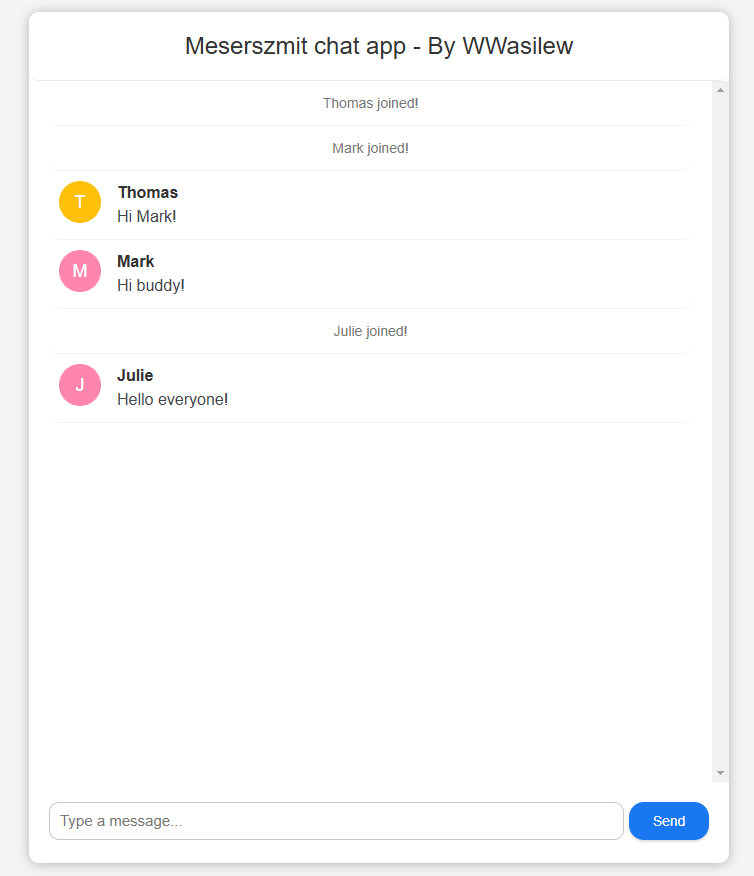 Meserszmit chat app - By WWasilew
Thomas joined!
Mark joined!
T
Thomas
Hi Mark!
M
Mark
Hi buddy!
Julie joined!
J
Julie
Hello everyone!
Type a message...
Send